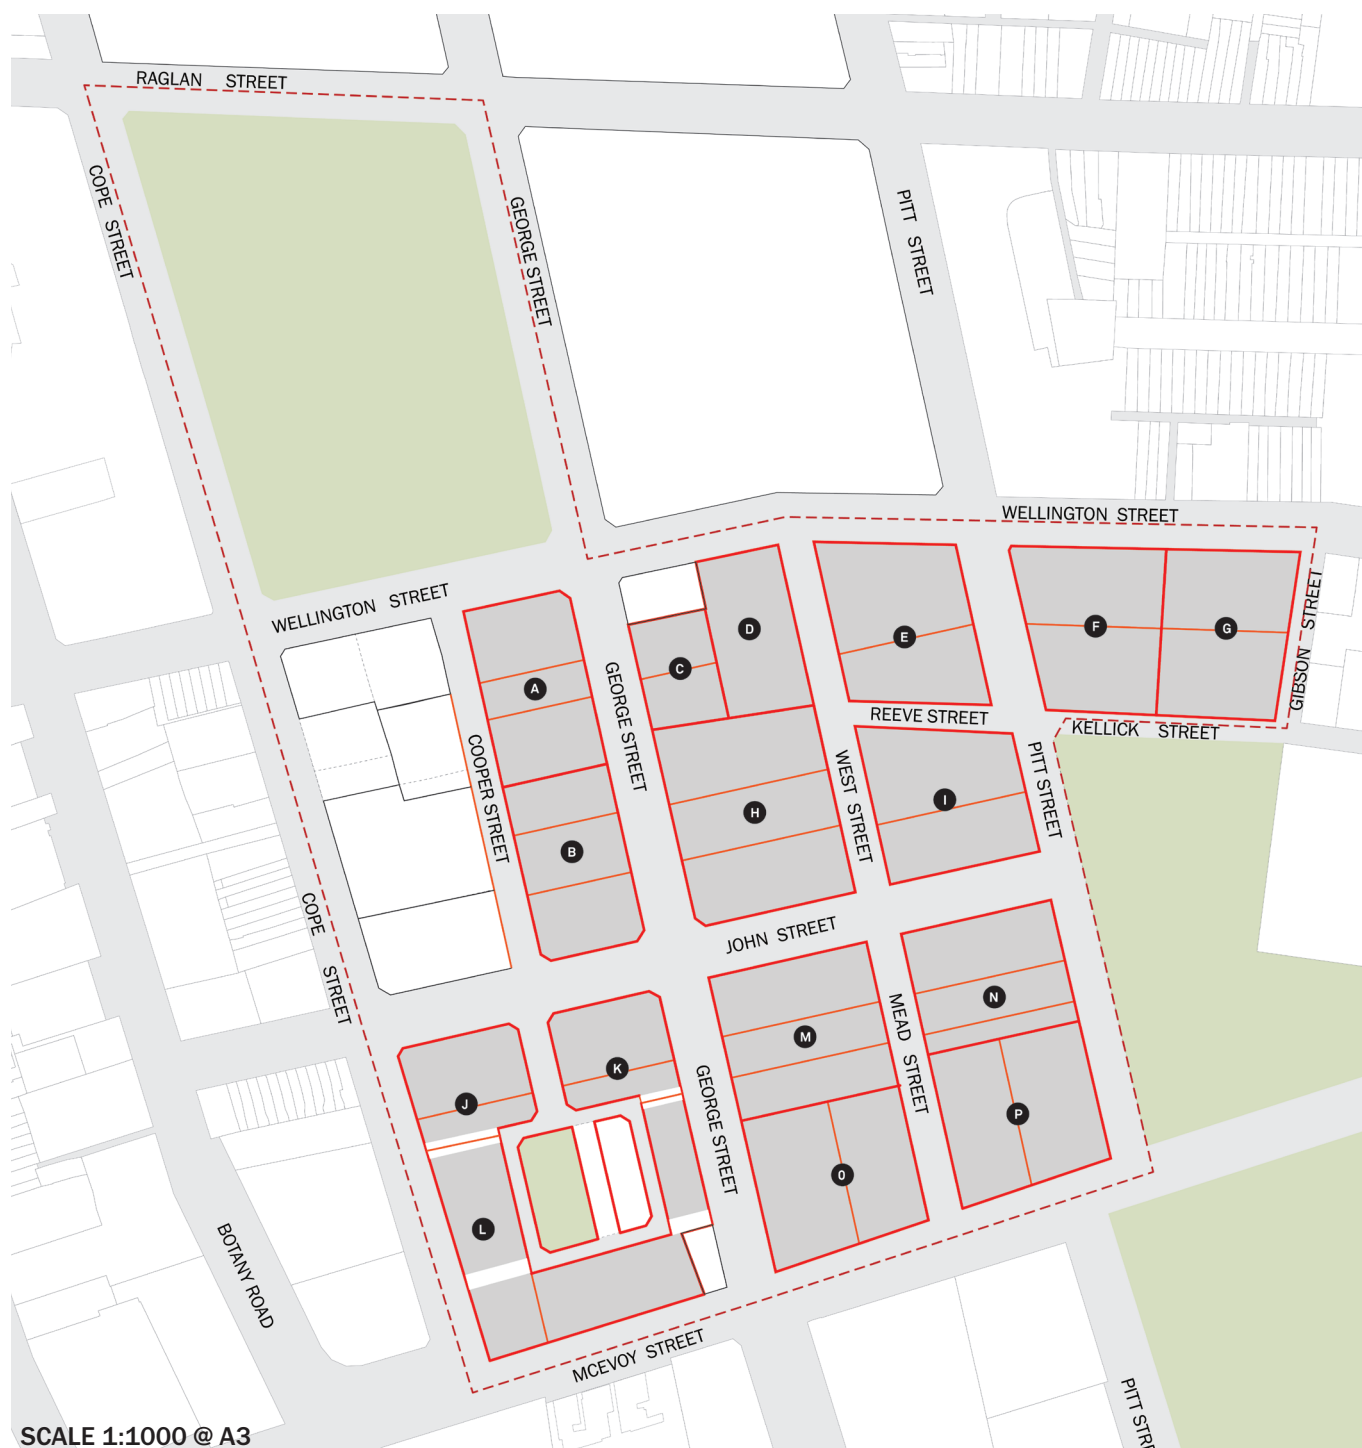 RAGLAN STREET
COPE STREET
GEORGE STREET
PITT STREET
WELLINGTON STREET
WELLINGTON STREET
GIBSON STREET
D
E
F
G
C
A
GEORGE STREET
REEVE STREET
KELLICK STREET
COOPER STREET
WEST STREET
PITT STREET
H
I
B
COPE STREET
JOHN STREET
MEAD STREET
N
M
K
J
GEORGE STREET
P
O
L
BOTANY ROAD
MCEVOY STREET
PITT STRE
SCALE 1:1000 @ A3